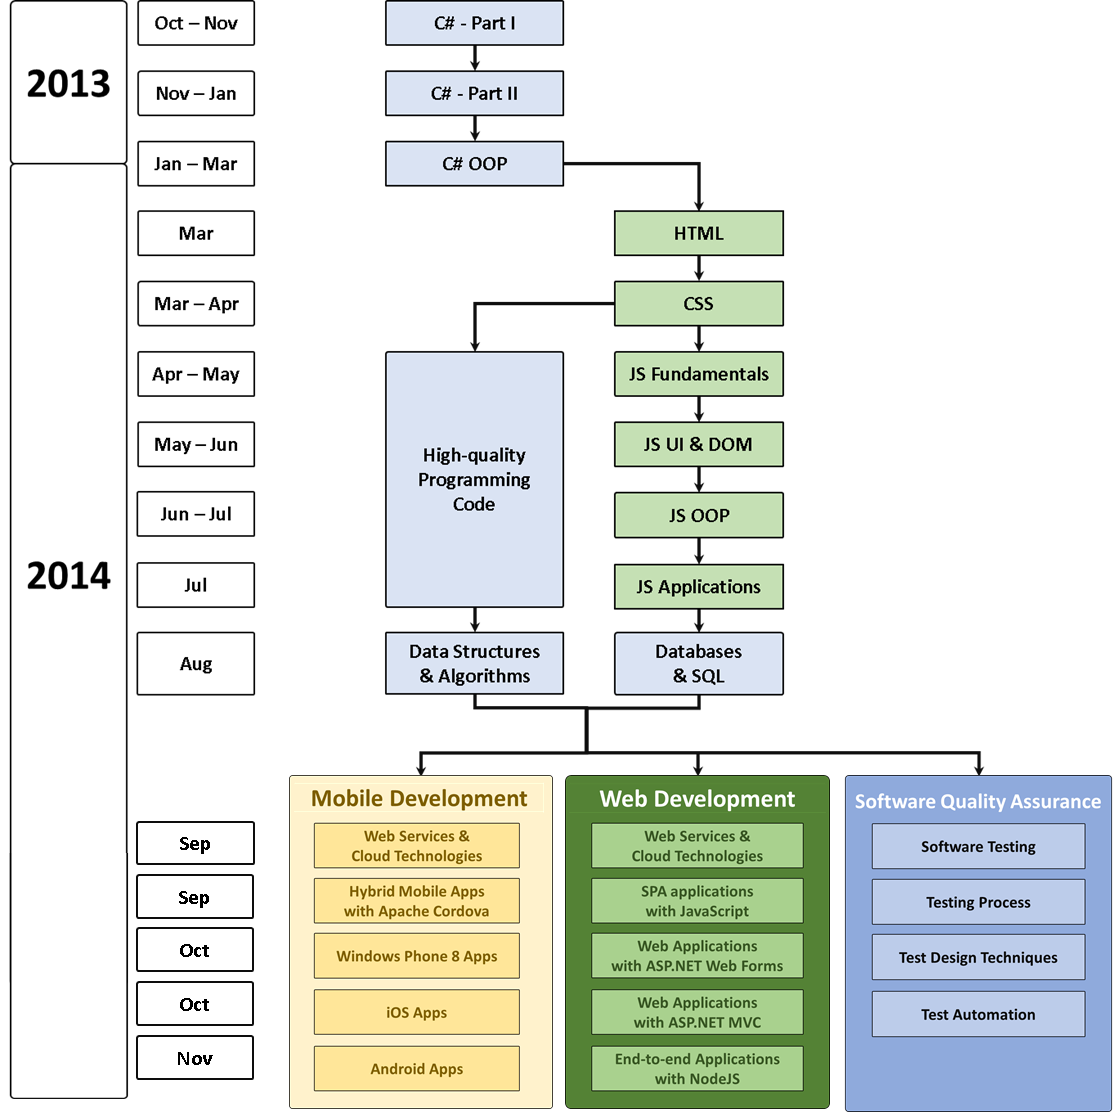 2013
Oct – Nov
C# - Part I
Nov – Jan
C# - Part II
Jan – Mar
C# OOP
2014
Mar
HTML
Mar – Apr
CSS
Apr – May
JS Fundamentals
High-quality
Programming
Code
May – Jun
JS UI & DOM
Jun – Jul
JS OOP
Jul
JS Applications
Aug
Data Structures
& Algorithms
Databases
& SQL
Sep
Sep
Oct
Oct
Nov
Mobile Development
Web Services &
Cloud Technologies
Hybrid Mobile Apps
with Apache Cordova
Windows Phone 8 Apps
iOS Apps
Android Apps
Web Development
Web Services &
Cloud Technologies
SPA applications
with JavaScript
Web Applications
with ASP.NET Web Forms
Web Applications
with ASP.NET MVC
End-to-end Applications
with NodeJS
Software Quality Assurance
Software Testing
Testing Process
Test Design Techniques
Test Automation